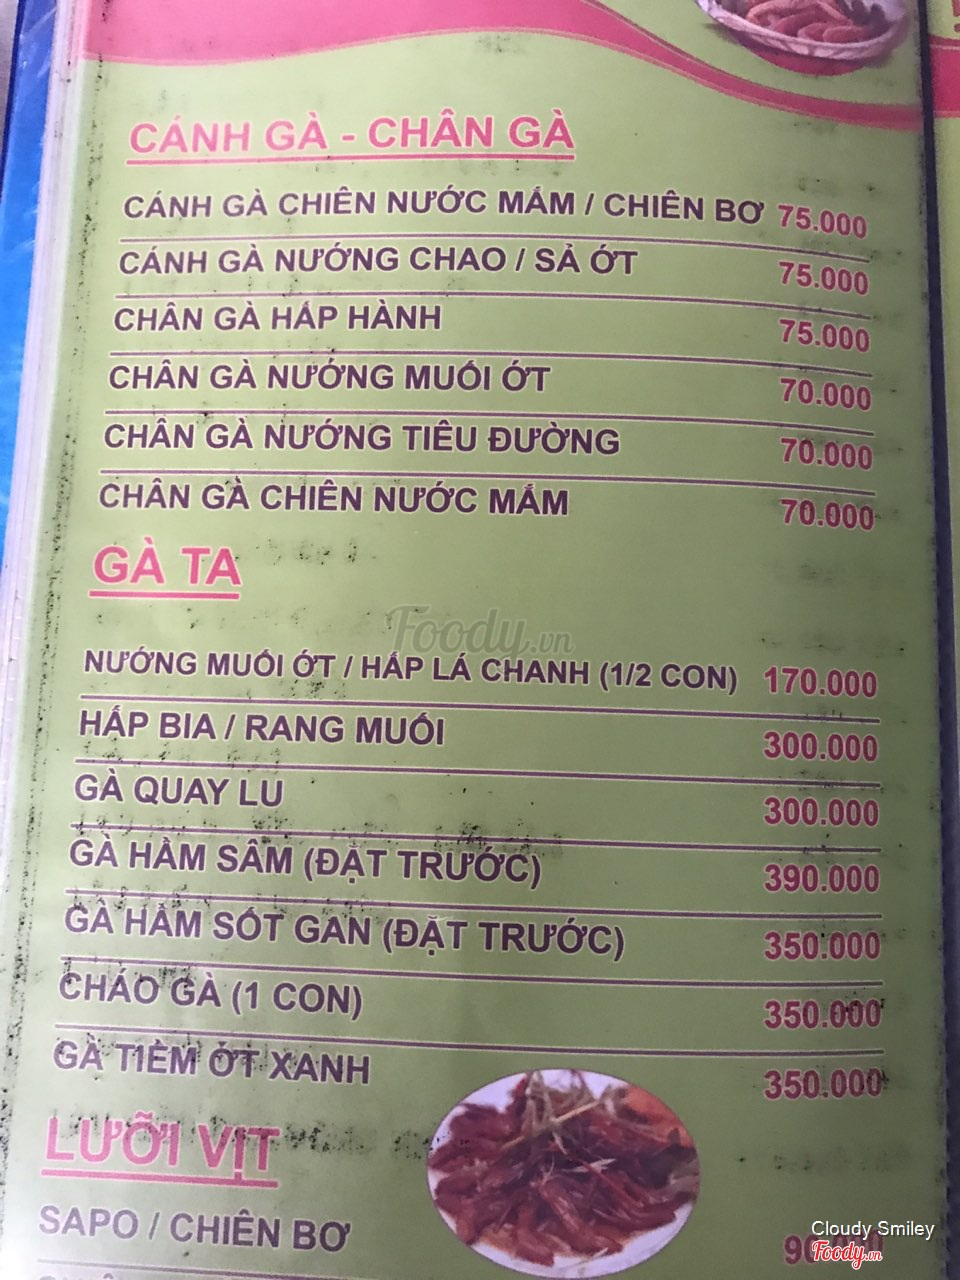 CÁNH GÀ - CHÂN GÀ
CÁNH GÀ CHIÊN NƯỚC MẮM / CHIÊN BƠ 75.000
CÁNH GÀ NƯỚNG CHAO / SẢ ỚT 75.000
CHÂN GÀ HẤP HÀNH 75.000
CHÂN GÀ NƯỚNG MUỐI ỚT 70.000
CHÂN GÀ NƯỚNG TIÊU ĐƯỜNG 70.000
CHÂN GÀ CHIÊN NƯỚC MẮM 70.000
GÀ TA
Foody.vn
NƯỚNG MUỐI ỚT / HẤP LÁ CHANH (1/2 CON) 170.000
HẤP BIA / RANG MUỐI 300.000
GÀ QUAY LU 300.000
GÀ HẦM SÂM (ĐẶT TRƯỚC) 390.000
GÀ HẦM SỐT GAN (ĐẶT TRƯỚC) 350.000
CHÁO GÀ (1 CON) 350.000
GÀ TIỀM ỚT XANH 350.000
LƯỠI VỊT
SAPO / CHIÊN BƠ
Cloudy Smiley
Foody.vn